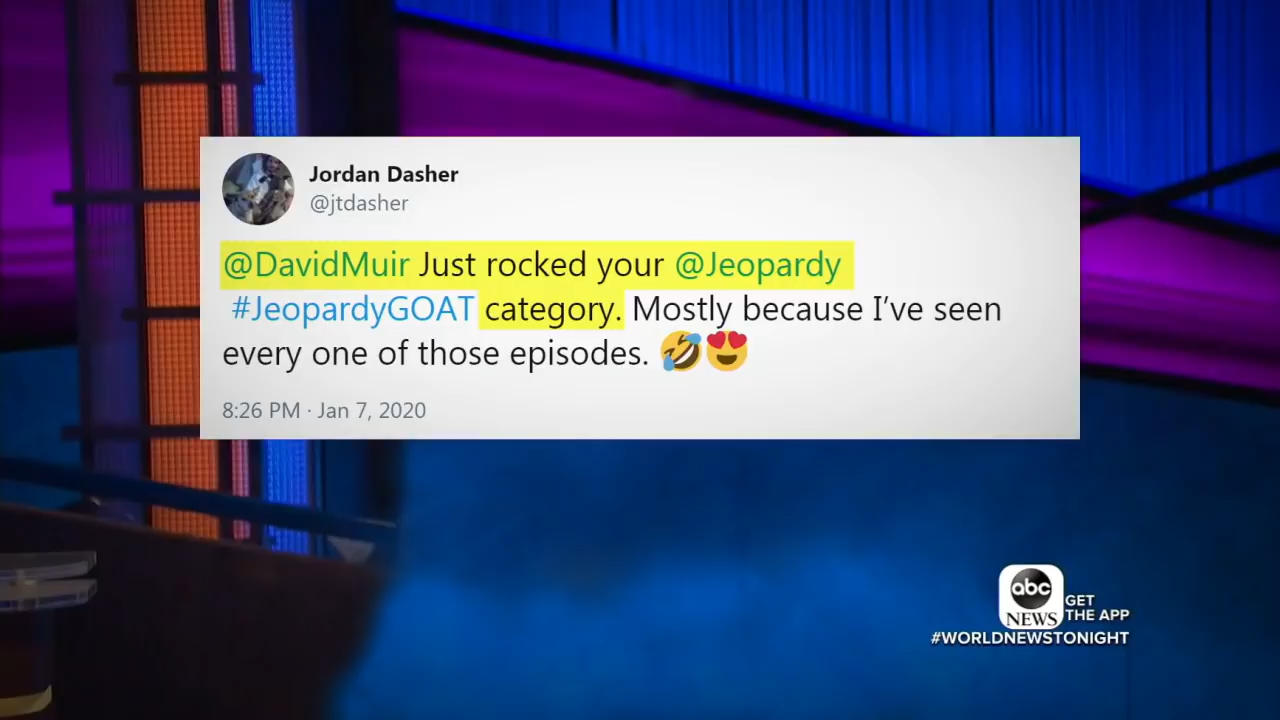 Jordan Dasher
@jtdasher
@DavidMuir Just rocked your @Jeopardy
#JeopardyGOAT category. Mostly because I’ve seen
every one of those episodes. 🤣😍
8:26 PM · Jan 7, 2020
abc
NEWS
GET
THE APP
#WORLDNEWSTONIGHT